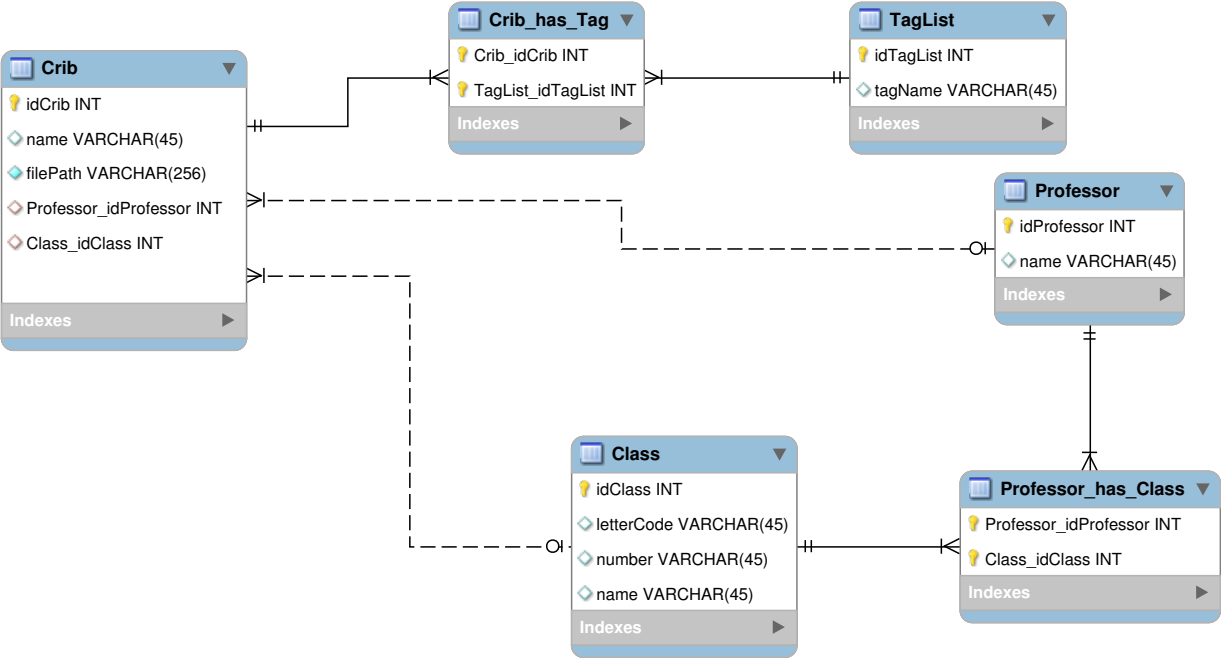 Crib
idCrib INT
name VARCHAR(45)
filePath VARCHAR(256)
Professor_idProfessor INT
Class_idClass INT
Indexes
Crib_has_Tag
Crib_idCrib INT
TagList_idTagList INT
Indexes
TagList
idTagList INT
tagName VARCHAR(45)
Indexes
Professor
idProfessor INT
name VARCHAR(45)
Indexes
Class
idClass INT
letterCode VARCHAR(45)
number VARCHAR(45)
name VARCHAR(45)
Indexes
Professor_has_Class
Professor_idProfessor INT
Class_idClass INT
Indexes